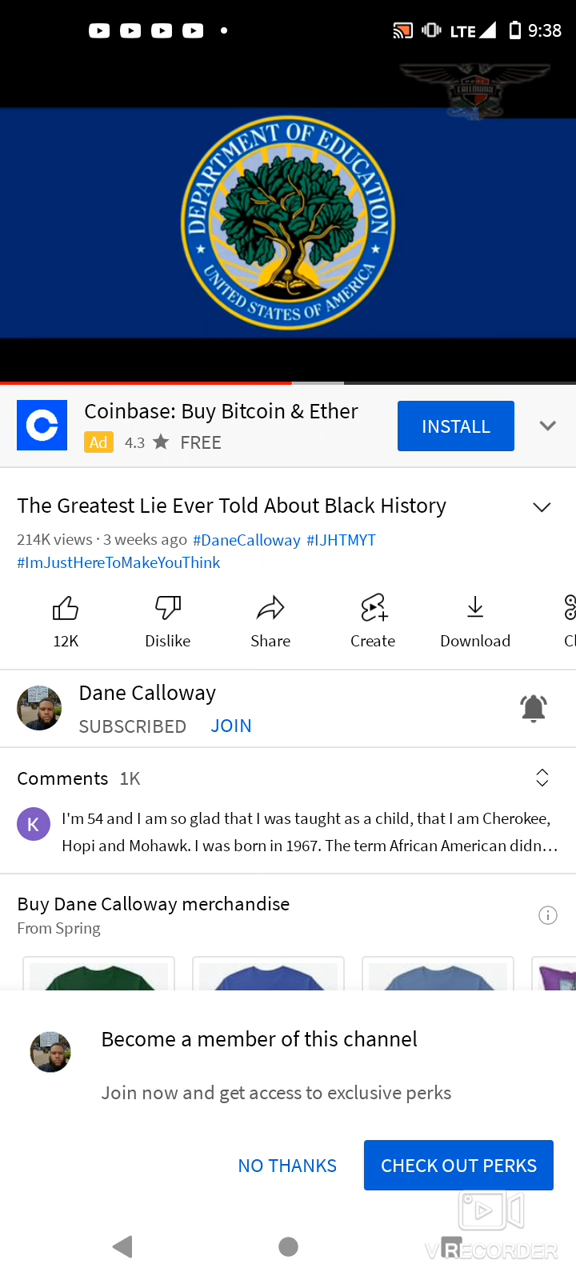 LTE 9:38
CALLOWAY
DEPARTMENT OF EDUCATION
UNITED STATES OF AMERICA
Coinbase: Buy Bitcoin & Ether
Ad 4.3 ★ FREE
INSTALL
The Greatest Lie Ever Told About Black History
214K views · 3 weeks ago #DaneCalloway #IJHTMYT
#ImJustHereToMakeYouThink
12K Dislike Share Create Download Cl
Dane Calloway
SUBSCRIBED JOIN
Comments 1K
K
I'm 54 and I am so glad that I was taught as a child, that I am Cherokee,
Hopi and Mohawk. I was born in 1967. The term African American didn…
Buy Dane Calloway merchandise
From Spring
Become a member of this channel
Join now and get access to exclusive perks
NO THANKS CHECK OUT PERKS
VRECORDER